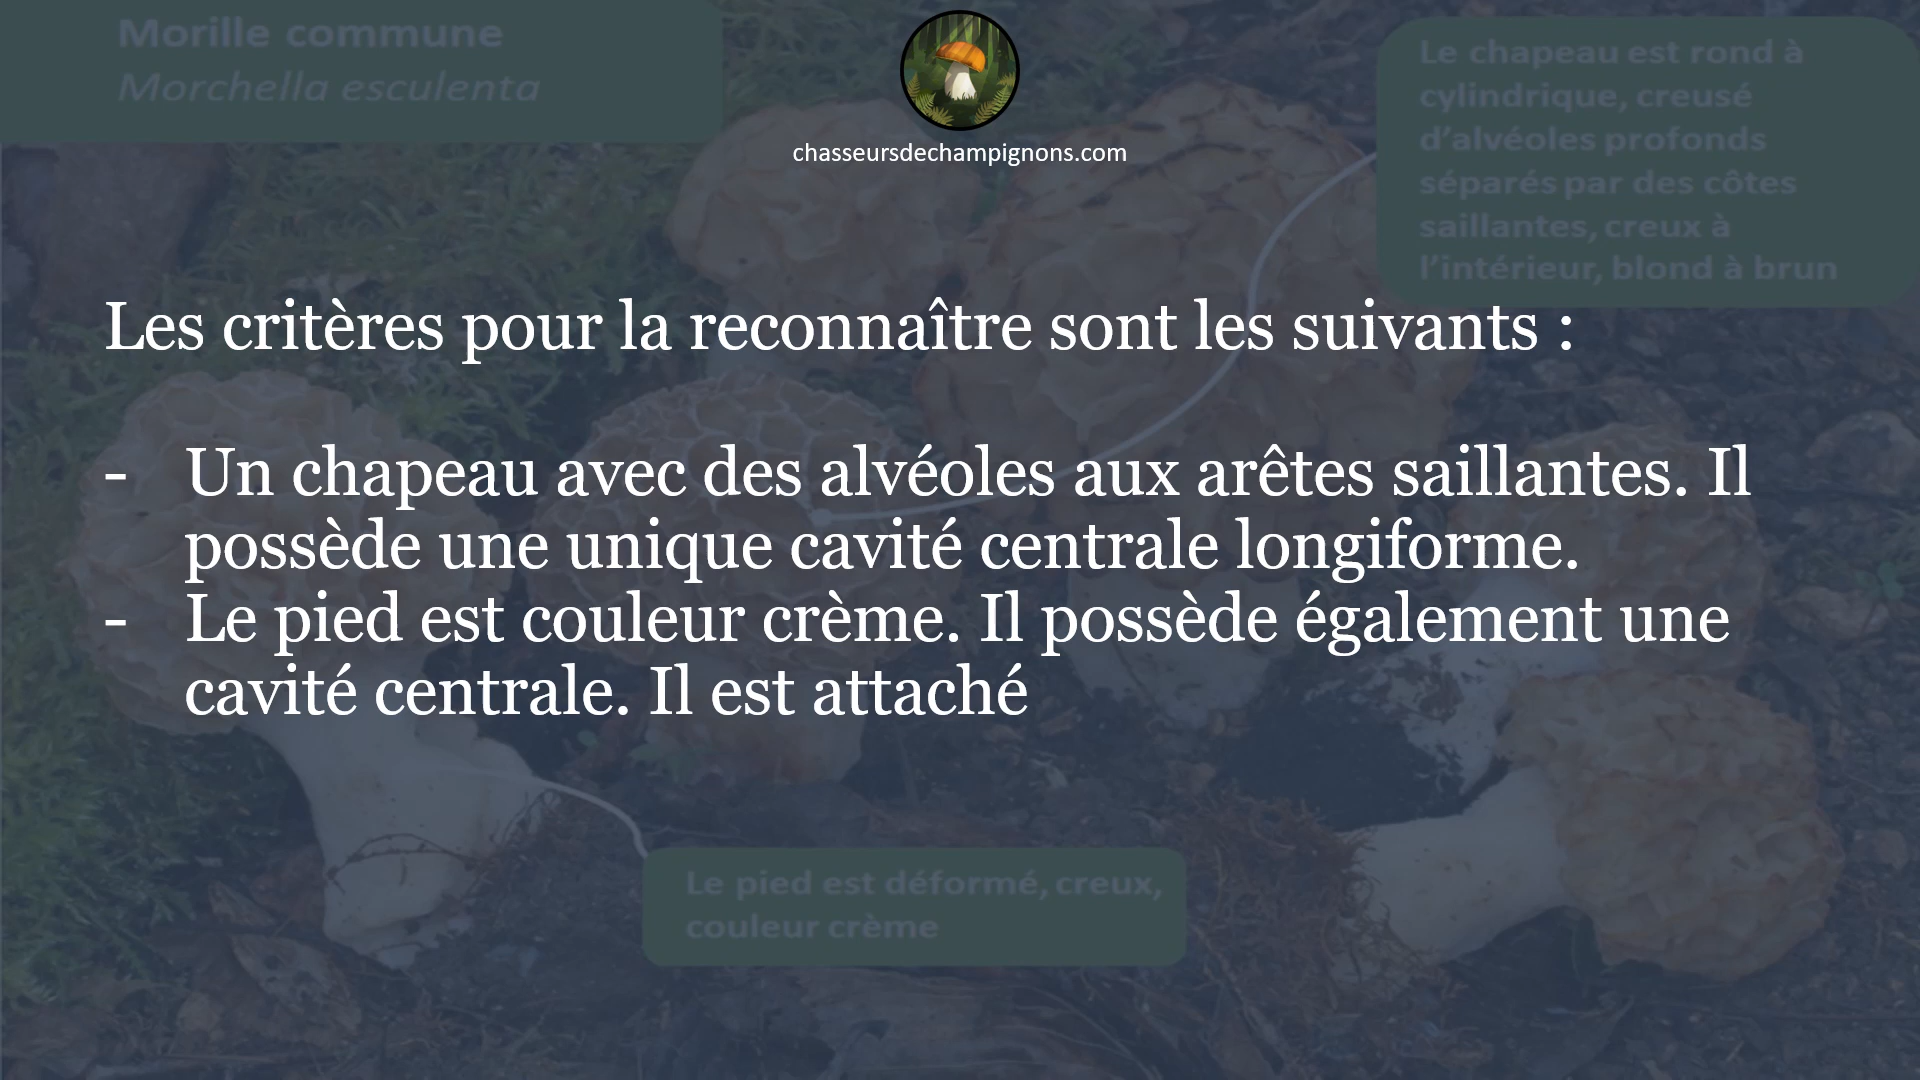 Morille commune
Morchella esculenta
chasseursdechampignons.com
Le chapeau est rond à
cylindrique, creusé
d’alvéoles profonds
séparés par des côtes
saillantes, creux à
l’intérieur, blond à brun
Les critères pour la reconnaître sont les suivants :
- Un chapeau avec des alvéoles aux arêtes saillantes. Il
possède une unique cavité centrale longiforme.
- Le pied est couleur crème. Il possède également une
cavité centrale. Il est attaché
Le pied est déformé, creux,
couleur crème